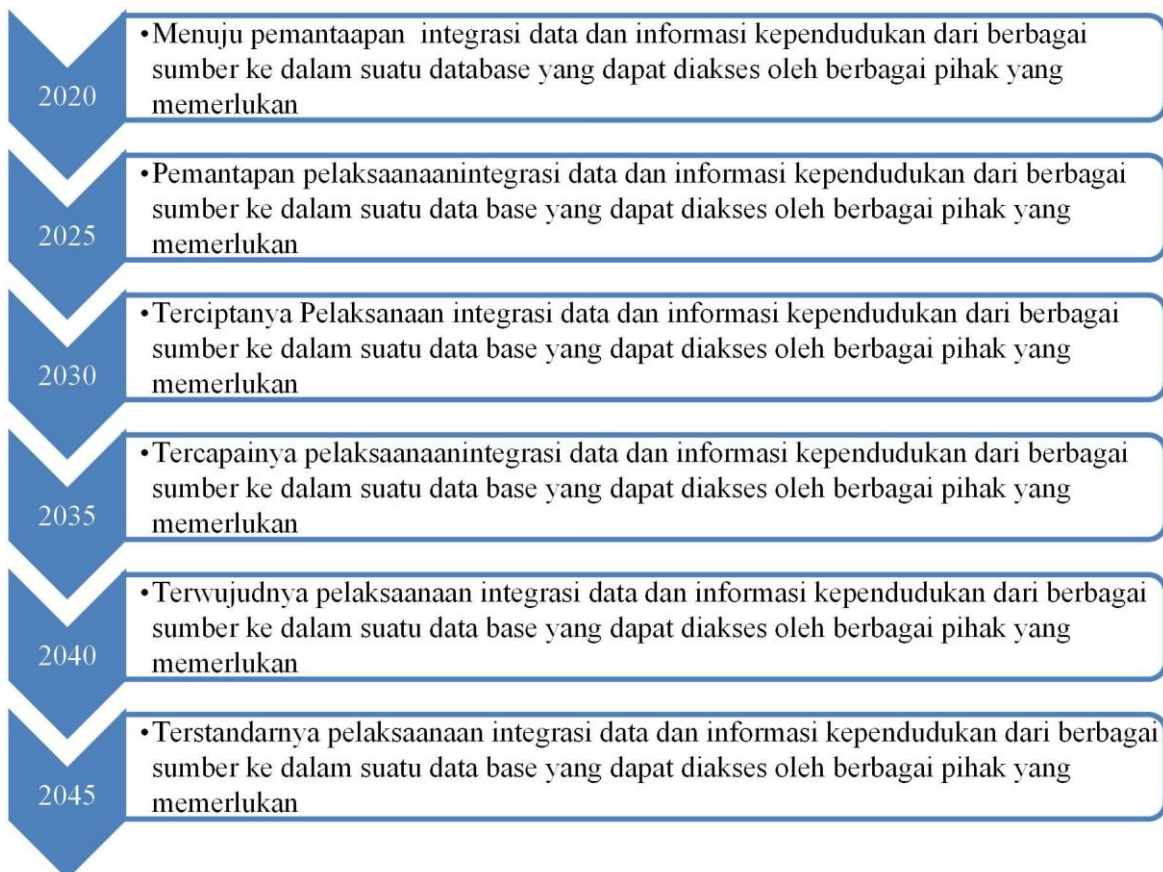 •Menuju pemantaapan integrasi data dan informasi kependudukan dari berbagai
sumber ke dalam suatu database yang dapat diakses oleh berbagai pihak yang
memerlukan
2020
•Pemantapan pelaksaanaanintegrasi data dan informasi kependudukan dari berbagai
sumber ke dalam suatu data base yang dapat diakses oleh berbagai pihak yang
memerlukan
2025
•Terciptanya Pelaksanaan integrasi data dan informasi kependudukan dari berbagai
sumber ke dalam suatu data base yang dapat diakses oleh berbagai pihak yang
memerlukan
2030
•Tercapainya pelaksaanaanintegrasi data dan informasi kependudukan dari berbagai
sumber ke dalam suatu data base yang dapat diakses oleh berbagai pihak yang
memerlukan
2035
•Terwujudnya pelaksaanaan integrasi data dan informasi kependudukan dari berbagai
sumber ke dalam suatu data base yang dapat diakses oleh berbagai pihak yang
memerlukan
2040
•Terstandarnya pelaksaanaan integrasi data dan informasi kependudukan dari berbagai
sumber ke dalam suatu data base yang dapat diakses oleh berbagai pihak yang
memerlukan
2045